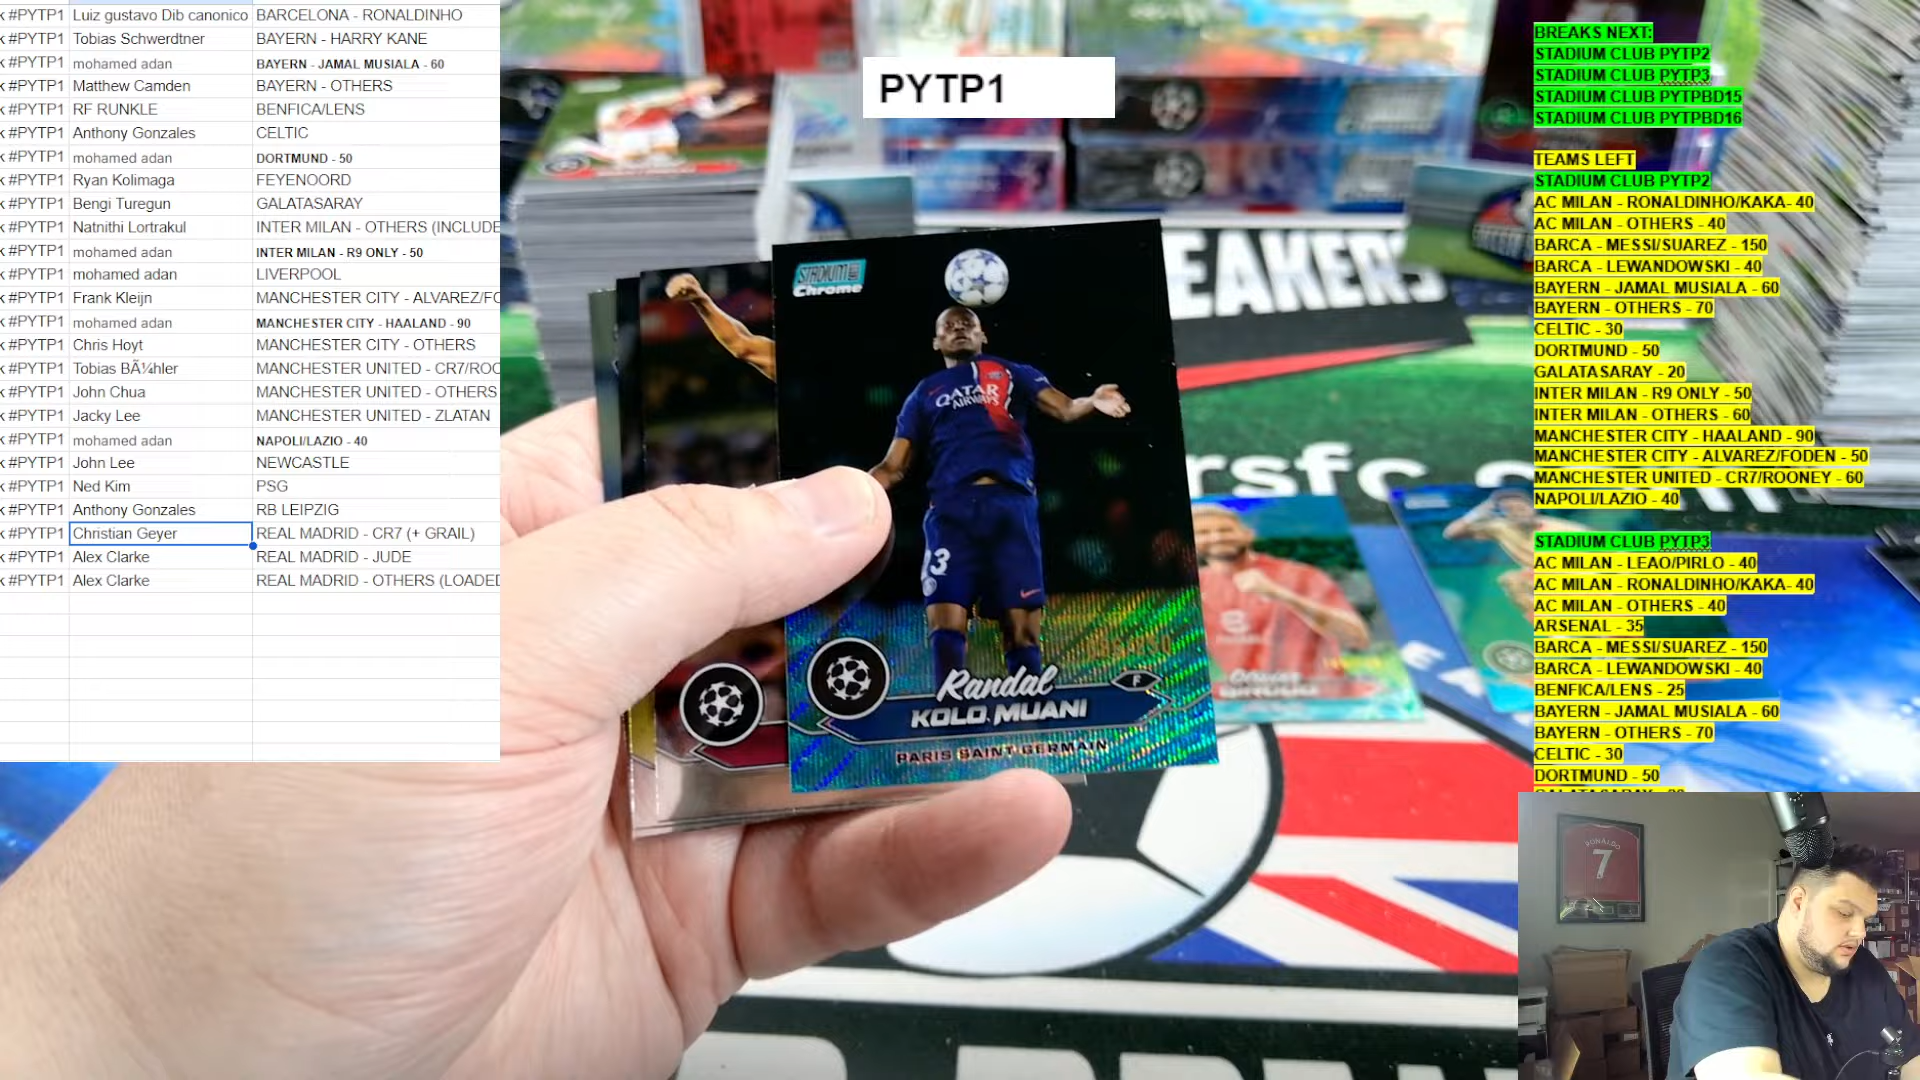 k #PYTP1 Luiz gustavo Dib canonico BARCELONA - RONALDINHO
k #PYTP1 Tobias Schwerdtner BAYERN - HARRY KANE
k #PYTP1 mohamed adan BAYERN - JAMAL MUSIALA - 60
k #PYTP1 Matthew Camden BAYERN - OTHERS
k #PYTP1 RF RUNKLE BENFICA/LENS
k #PYTP1 Anthony Gonzales CELTIC
k #PYTP1 mohamed adan DORTMUND - 50
k #PYTP1 Ryan Kolimaga FEYENOORD
k #PYTP1 Bengi Turegun GALATASARAY
k #PYTP1 Natnithi Lortrakul INTER MILAN - OTHERS (INCLUDE
k #PYTP1 mohamed adan INTER MILAN - R9 ONLY - 50
k #PYTP1 mohamed adan LIVERPOOL
k #PYTP1 Frank Kleijn MANCHESTER CITY - ALVAREZ/FO
k #PYTP1 mohamed adan MANCHESTER CITY - HAALAND - 90
k #PYTP1 Chris Hoyt MANCHESTER CITY - OTHERS
k #PYTP1 Tobias BÃ¼hler MANCHESTER UNITED - CR7/ROO
k #PYTP1 John Chua MANCHESTER UNITED - OTHERS
k #PYTP1 Jacky Lee MANCHESTER UNITED - ZLATAN
k #PYTP1 mohamed adan NAPOLI/LAZIO - 40
k #PYTP1 John Lee NEWCASTLE
k #PYTP1 Ned Kim PSG
k #PYTP1 Anthony Gonzales RB LEIPZIG
k #PYTP1 Christian Geyer REAL MADRID - CR7 (+ GRAIL)
k #PYTP1 Alex Clarke REAL MADRID - JUDE
k #PYTP1 Alex Clarke REAL MADRID - OTHERS (LOADED
PYTP1
EAKERS
STADIUM
Chrome
QATAR
AIRWAYS
23
Randal
F
KOLO MUANI
PARIS SAINT-GERMAIN
rsfc.c
BREAKS NEXT:
STADIUM CLUB PYTP2
STADIUM CLUB PYTP3
STADIUM CLUB PYTPBD15
STADIUM CLUB PYTPBD16
TEAMS LEFT
STADIUM CLUB PYTP2
AC MILAN - RONALDINHO/KAKA- 40
AC MILAN - OTHERS - 40
BARCA - MESSI/SUAREZ - 150
BARCA - LEWANDOWSKI - 40
BAYERN - JAMAL MUSIALA - 60
BAYERN - OTHERS - 70
CELTIC - 30
DORTMUND - 50
GALATASARAY - 20
INTER MILAN - R9 ONLY - 50
INTER MILAN - OTHERS - 60
MANCHESTER CITY - HAALAND - 90
MANCHESTER CITY - ALVAREZ/FODEN - 50
MANCHESTER UNITED - CR7/ROONEY - 60
NAPOLI/LAZIO - 40
STADIUM CLUB PYTP3
AC MILAN - LEAO/PIRLO - 40
AC MILAN - RONALDINHO/KAKA- 40
AC MILAN - OTHERS - 40
ARSENAL - 35
BARCA - MESSI/SUAREZ - 150
BARCA - LEWANDOWSKI - 40
BENFICA/LENS - 25
BAYERN - JAMAL MUSIALA - 60
BAYERN - OTHERS - 70
CELTIC - 30
DORTMUND - 50
RONALDO
7